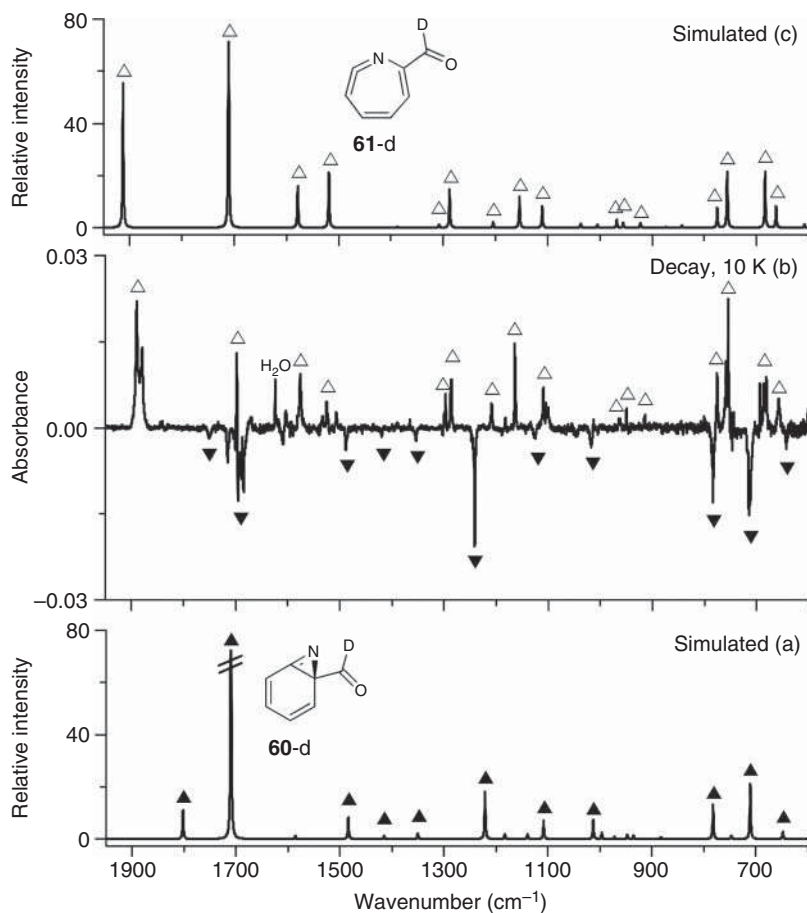 80
Simulated (c)
D
N
O
40
61-d
Relative intensity
0
0.03
Decay, 10 K (b)
H₂O
0.00
Absorbance
−0.03
80
Simulated (a)
N
D
O
40
60-d
Relative intensity
0
1900 1700 1500 1300 1100 900 700
Wavenumber (cm⁻¹)